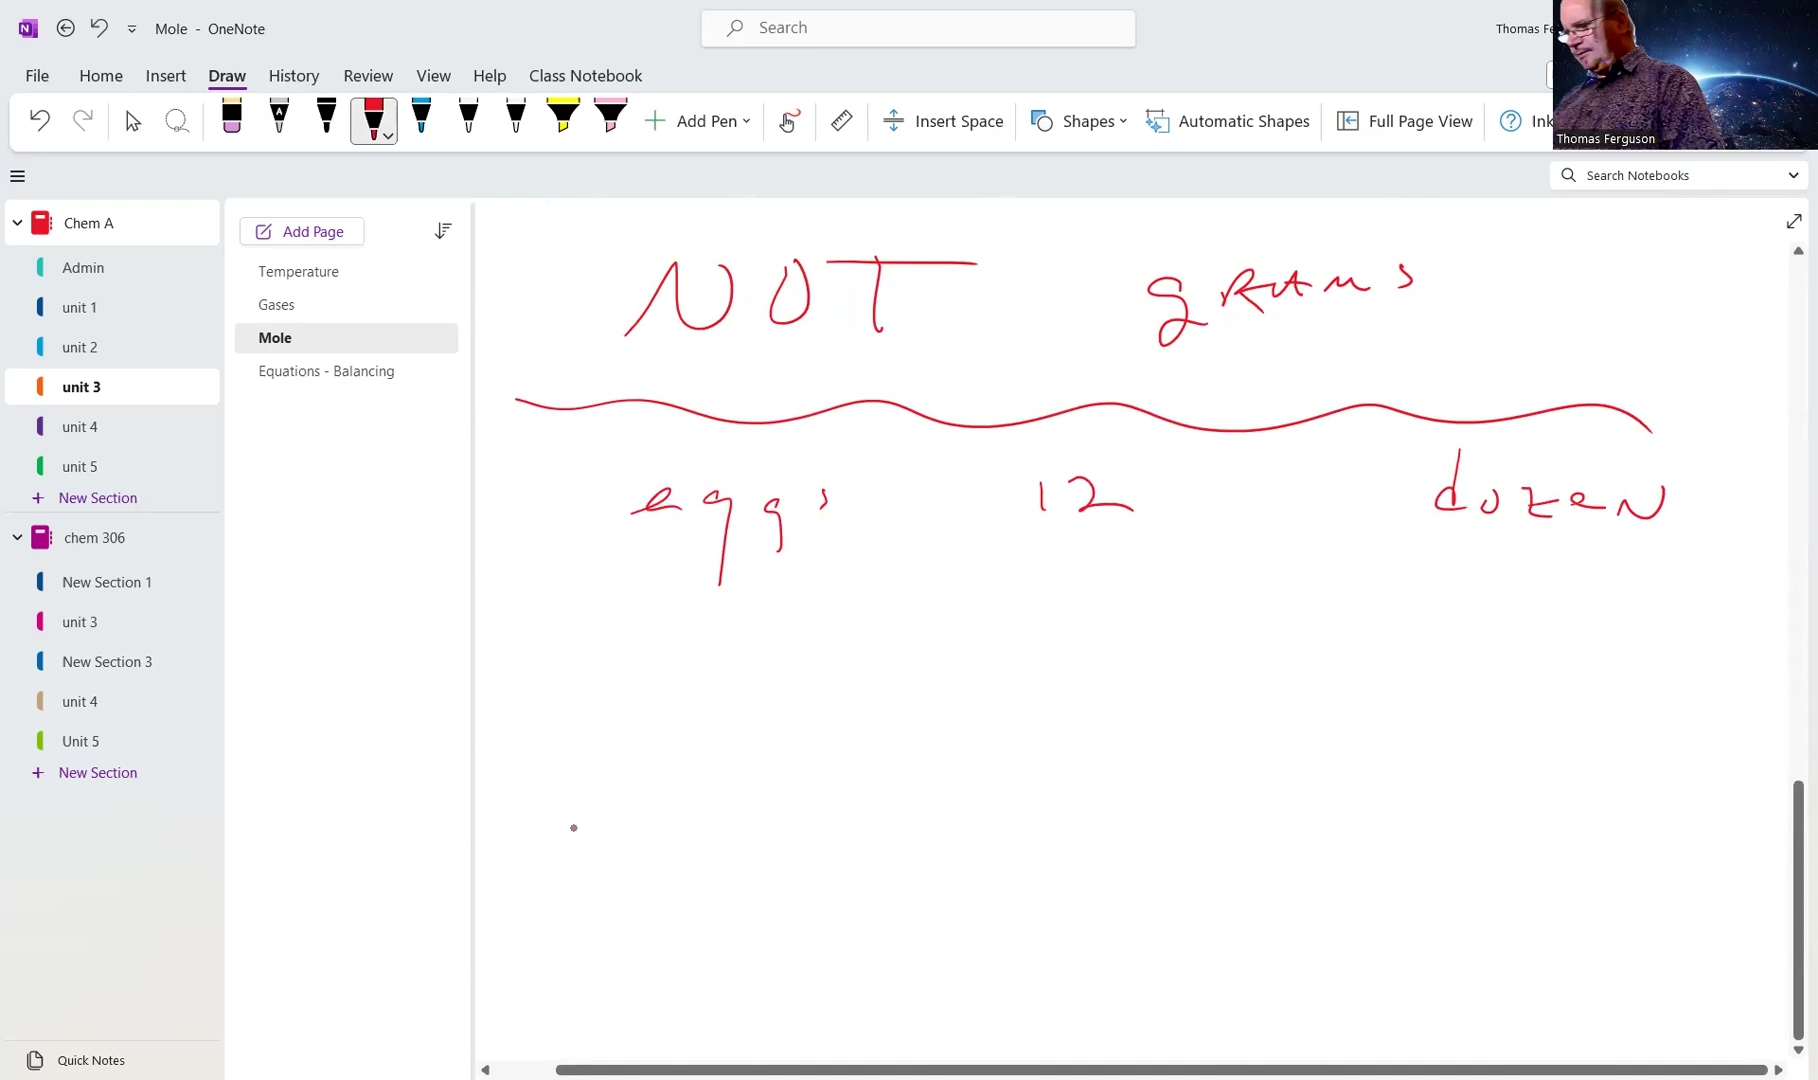 Mole - OneNote
Search
Thomas Fe
File Home Insert Draw History Review View Help Class Notebook
Add Pen Insert Space Shapes Automatic Shapes Full Page View Ink
Thomas Ferguson
Search Notebooks
Chem A
Admin
unit 1
unit 2
unit 3
unit 4
unit 5
New Section
chem 306
New Section 1
unit 3
New Section 3
unit 4
Unit 5
New Section
Quick Notes
Add Page
Temperature
Gases
Mole
Equations - Balancing
NOT grams
eggs 12 dozen